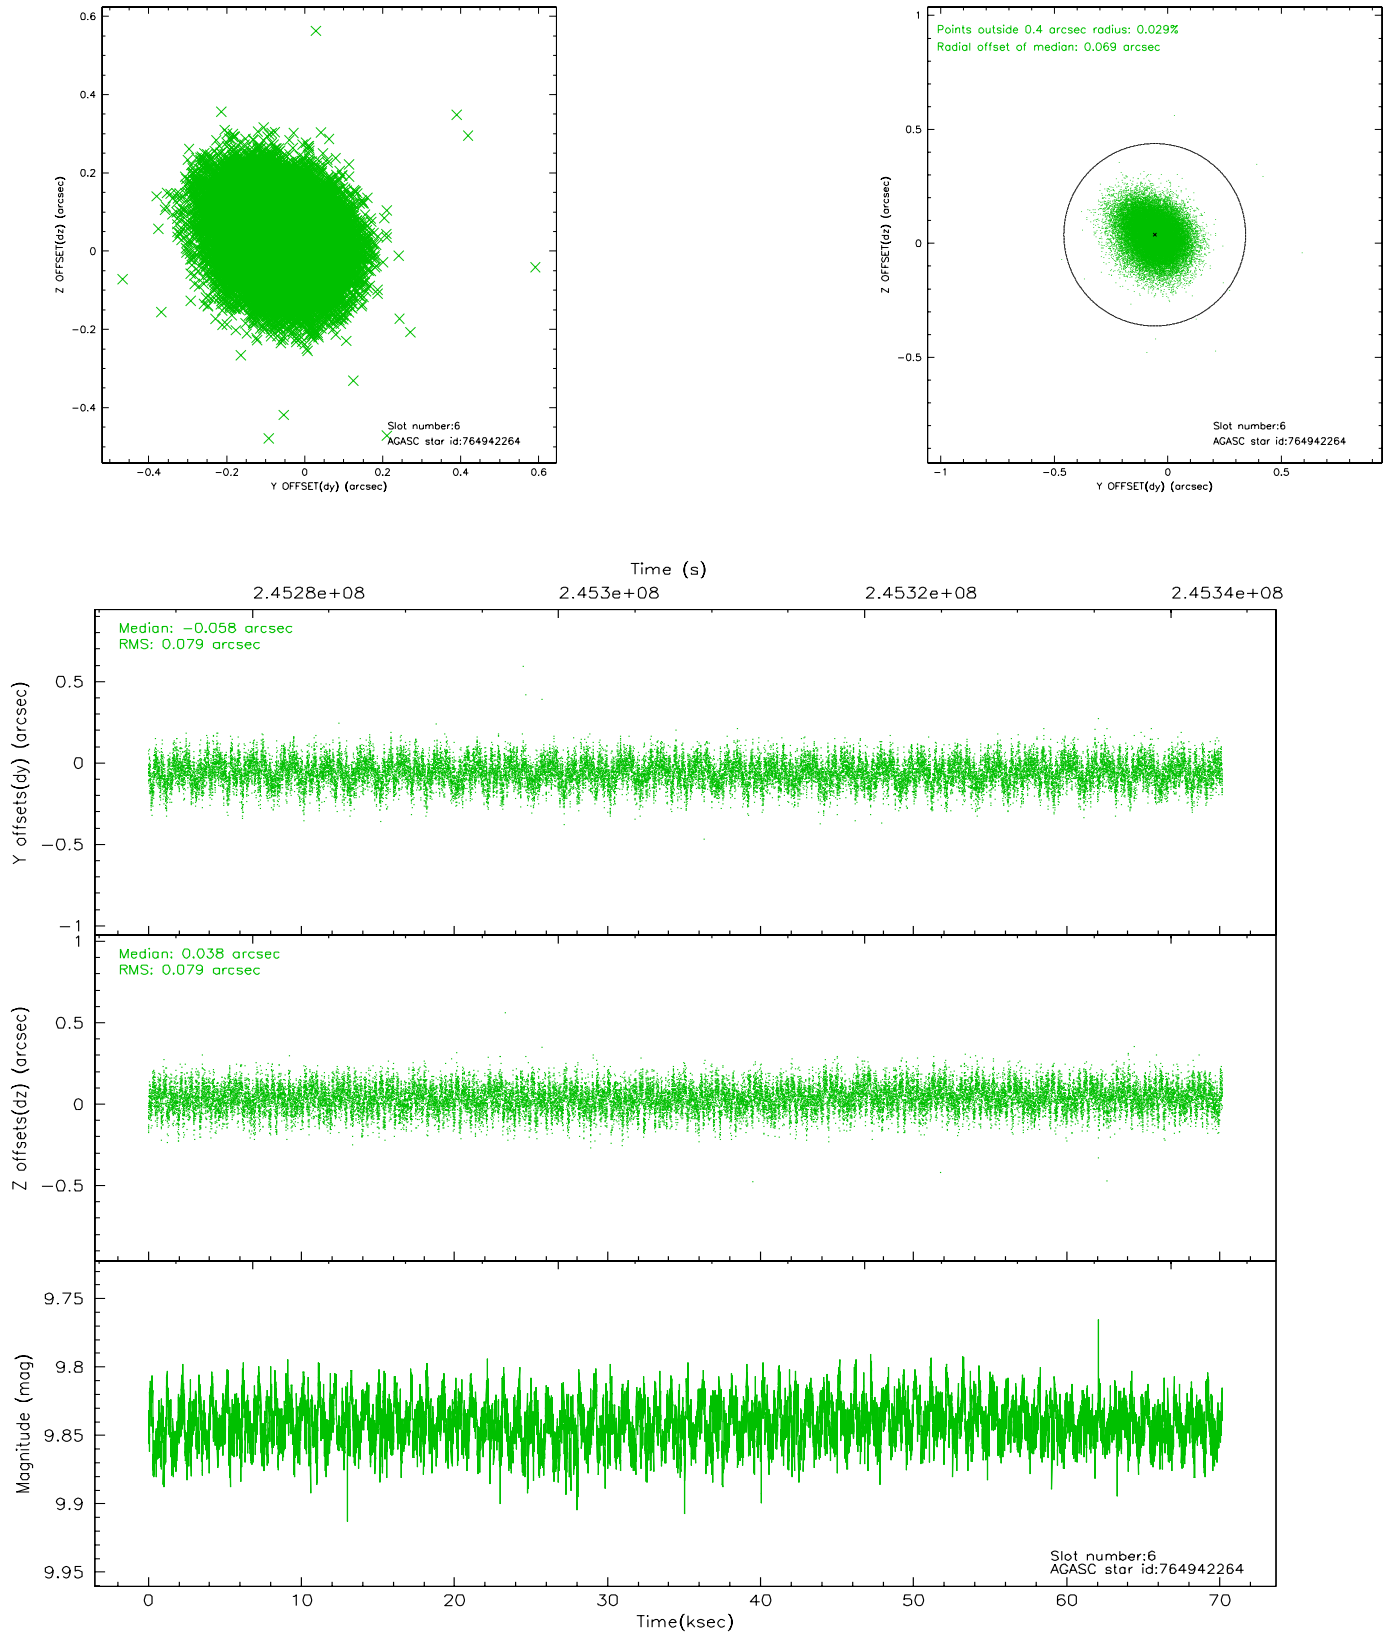 0.6
0.4
0.2
0
-0.2
-0.4
Z OFFSET(dz) (arcsec)
Slot number:6
AGASC star id:764942264
-0.4 -0.2 0 0.2 0.4 0.6
Y OFFSET(dy) (arcsec)
Points outside 0.4 arcsec radius: 0.029%
Radial offset of median: 0.069 arcsec
1
0.5
0
-0.5
Z OFFSET(dz) (arcsec)
Slot number:6
AGASC star id:764942264
-1 -0.5 0 0.5
Y OFFSET(dy) (arcsec)
Time (s)
2.4528e+08 2.453e+08 2.4532e+08 2.4534e+08
Median: -0.058 arcsec
RMS: 0.079 arcsec
0.5
0
-0.5
-1
Y offsets(dy) (arcsec)
Median: 0.038 arcsec
RMS: 0.079 arcsec
1
0.5
0
-0.5
Z offsets(dz) (arcsec)
9.75
9.8
9.85
9.9
9.95
Magnitude (mag)
Slot number:6
AGASC star id:764942264
0 10 20 30 40 50 60 70
Time(ksec)